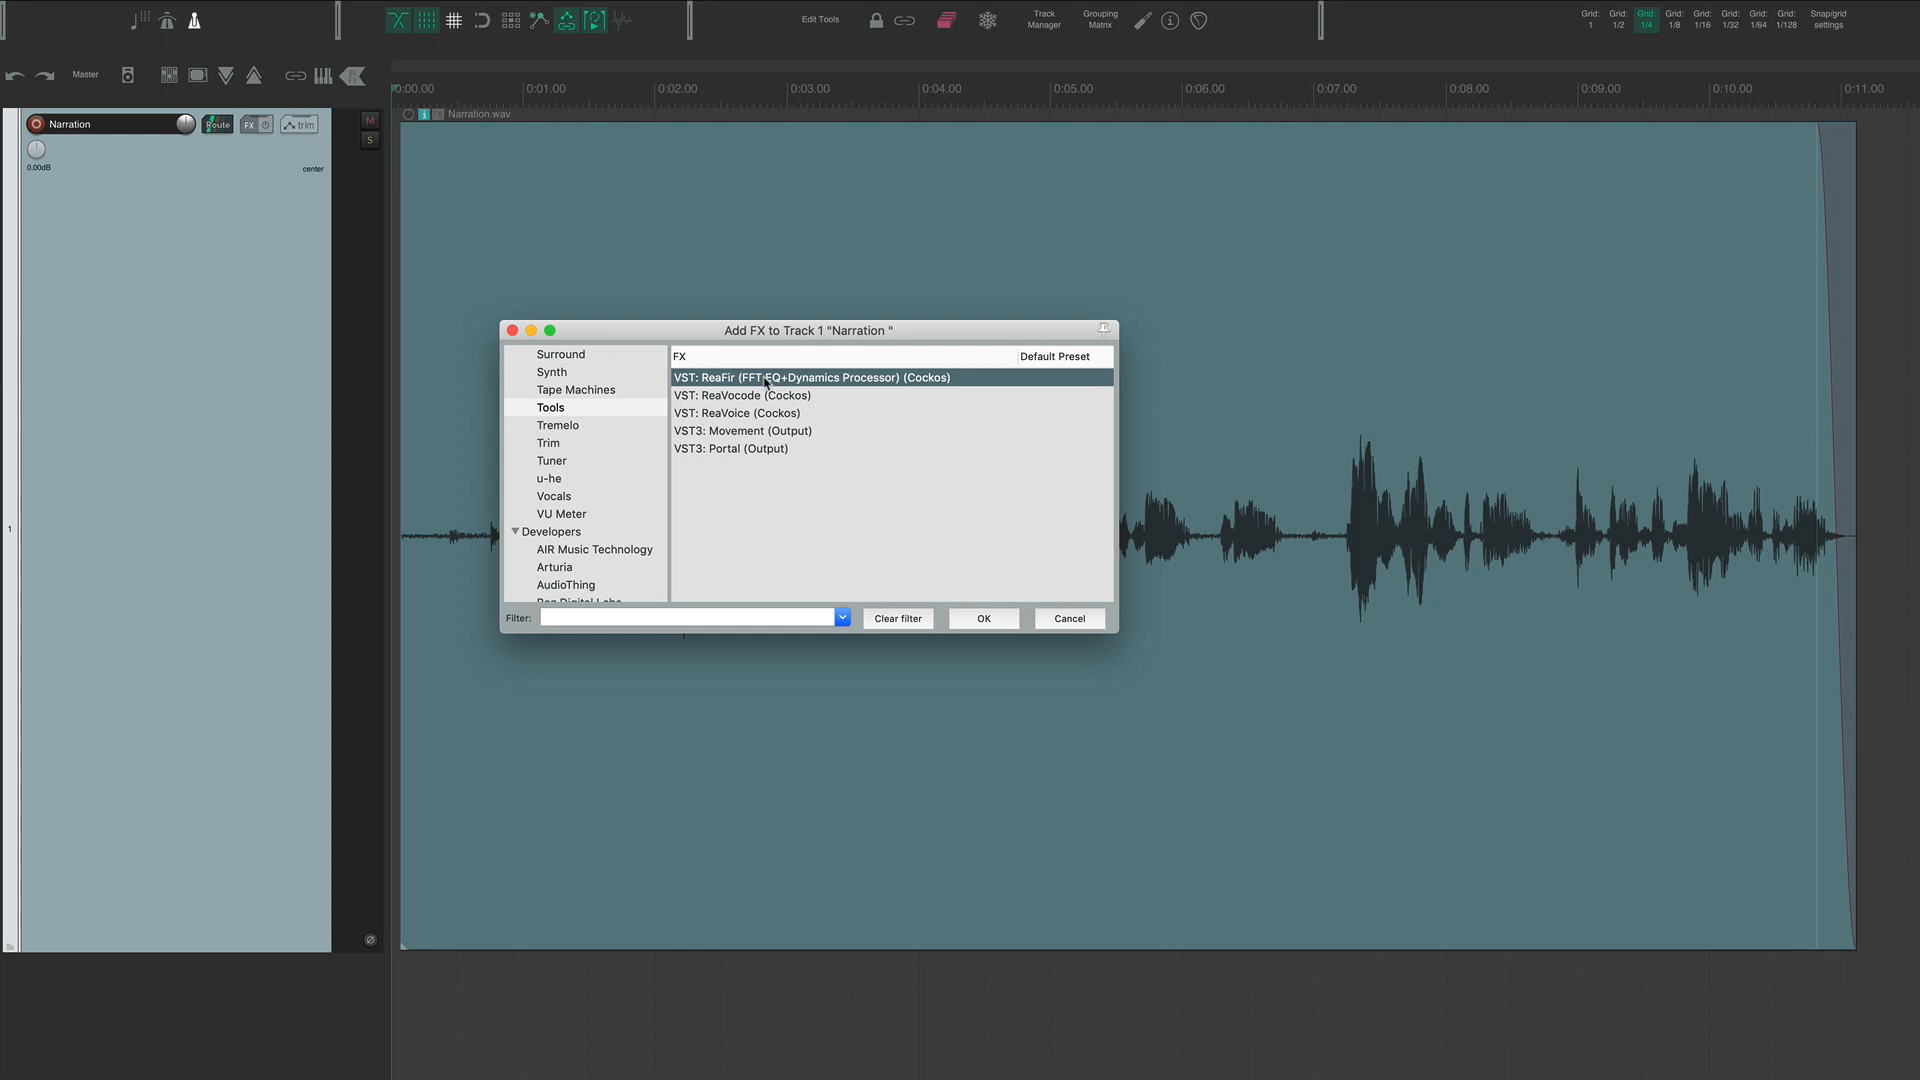 Edit Tools
Track Manager
Grouping Matrix
Grid: 1
Grid: 1/2
Grid: 1/4
Grid: 1/8
Grid: 1/16
Grid: 1/32
Grid: 1/64
Grid: 1/128
Snap/grid settings
Master
0:00.00
0:01.00
0:02.00
0:03.00
0:04.00
0:05.00
0:06.00
0:07.00
0:08.00
0:09.00
0:10.00
0:11.00
Narration.wav
Narration
Route
FX
trim
M
S
0.00dB
center
1
Add FX to Track 1 "Narration "
Surround
Synth
Tape Machines
Tools
Tremelo
Trim
Tuner
u-he
Vocals
VU Meter
Developers
AIR Music Technology
Arturia
AudioThing
FX
Default Preset
VST: ReaFir (FFT EQ+Dynamics Processor) (Cockos)
VST: ReaVocode (Cockos)
VST: ReaVoice (Cockos)
VST3: Movement (Output)
VST3: Portal (Output)
Filter:
Clear filter
OK
Cancel